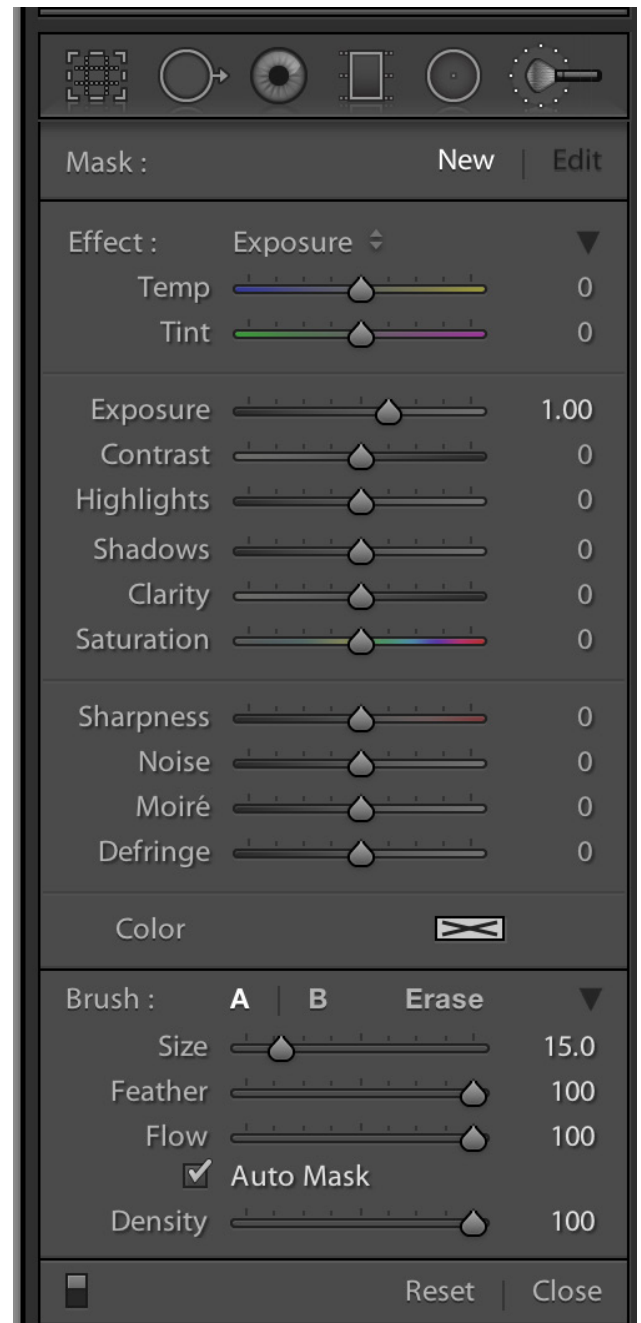 Mask : New | Edit
Effect : Exposure
Temp 0
Tint 0
Exposure 1.00
Contrast 0
Highlights 0
Shadows 0
Clarity 0
Saturation 0
Sharpness 0
Noise 0
Moiré 0
Defringe 0
Color
Brush : A | B Erase
Size 15.0
Feather 100
Flow 100
Auto Mask
Density 100
Reset | Close